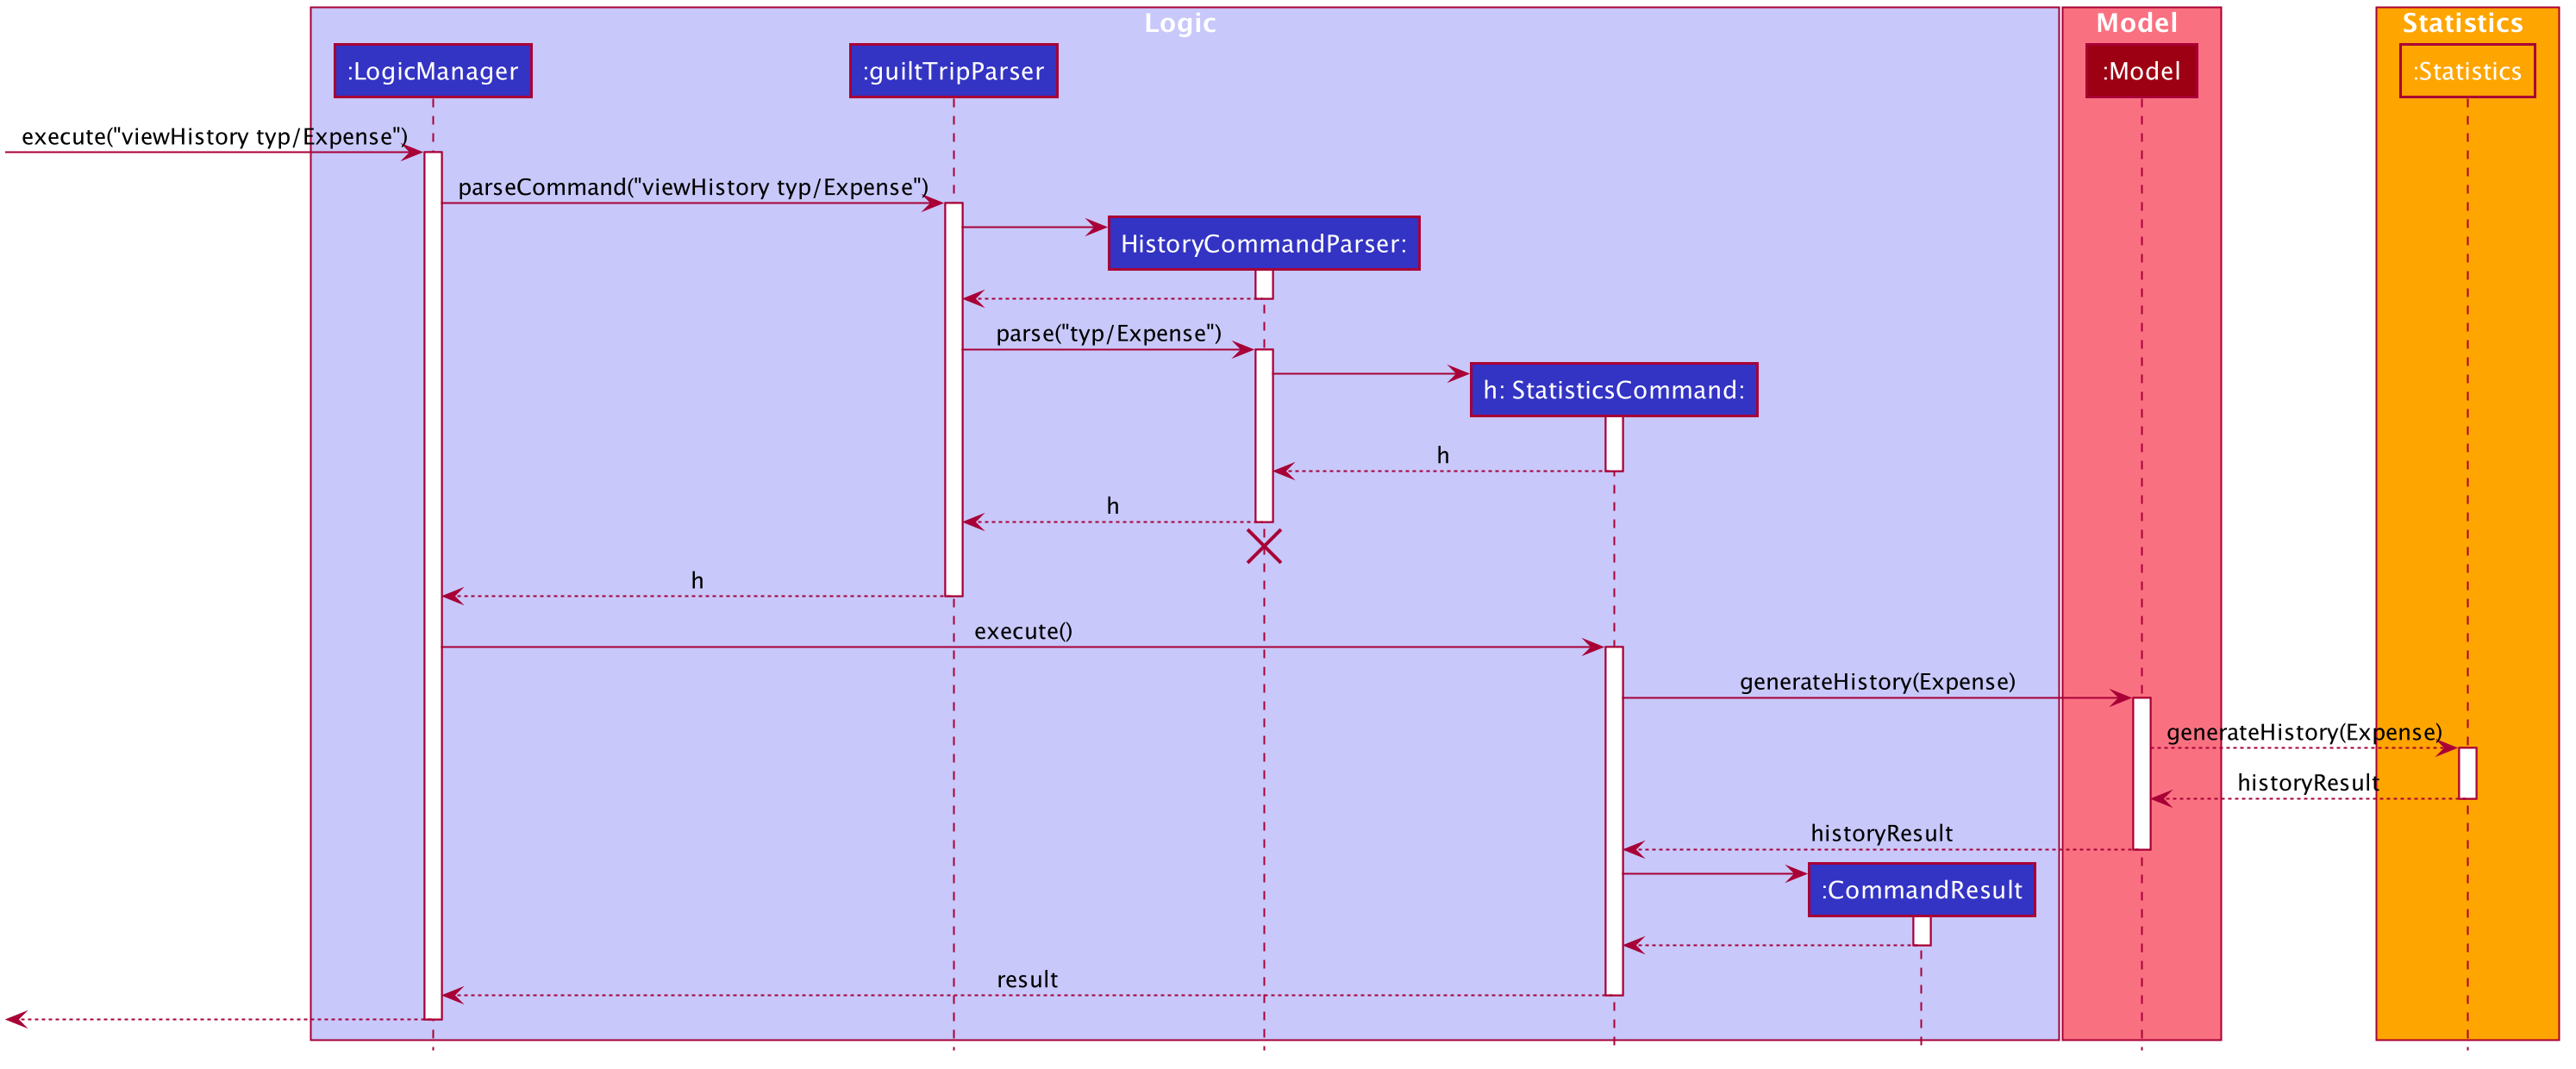 Logic
Model
Statistics
:LogicManager
:guiltTripParser
:Model
:Statistics
execute("viewHistory typ/Expense")
parseCommand("viewHistory typ/Expense")
HistoryCommandParser:
parse("typ/Expense")
h: StatisticsCommand:
h
h
h
execute()
generateHistory(Expense)
generateHistory(Expense)
historyResult
historyResult
:CommandResult
result